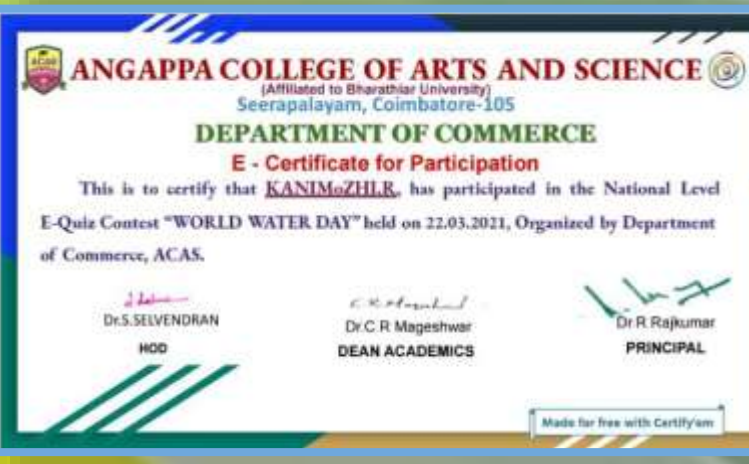 ACAS
ANGAPPA COLLEGE OF ARTS AND SCIENCE
(Affiliated to Bharathiar University)
Seerapalayam, Coimbatore-105
DEPARTMENT OF COMMERCE
E - Certificate for Participation
This is to certify that KANIMoZHI.R, has participated in the National Level
E-Quiz Contest "WORLD WATER DAY" held on 22.03.2021, Organized by Department
of Commerce, ACAS.
Dr.S.SELVENDRAN
HOD
Dr.C.R Mageshwar
DEAN ACADEMICS
Dr R Rajkumar
PRINCIPAL
Made for free with Certify'em